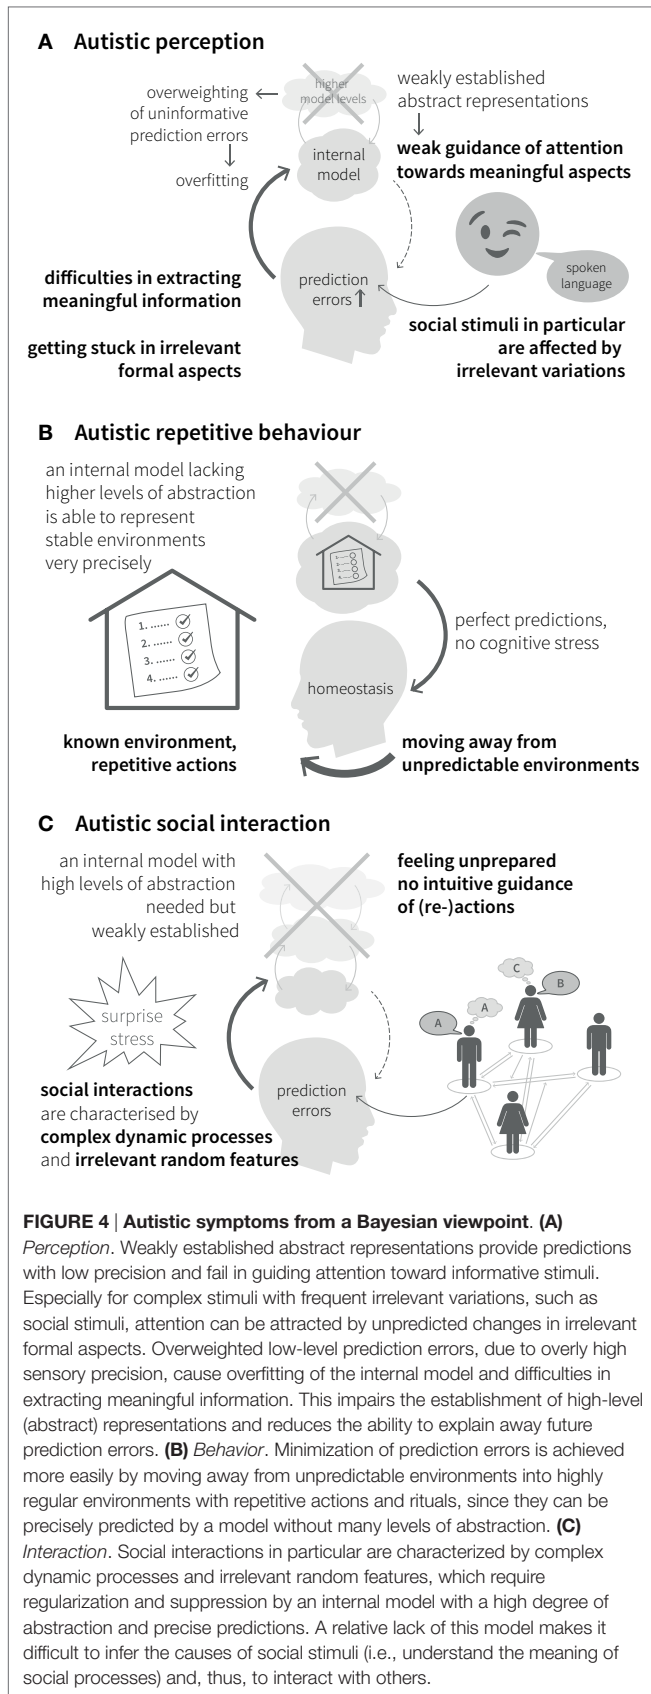 A Autistic perception
overweighting
of uninformative
prediction errors
overfitting
higher
model levels
weakly established
abstract representations
internal
model
weak guidance of attention
towards meaningful aspects
difficulties in extracting
meaningful information
getting stuck in irrelevant
formal aspects
prediction
errors
spoken
language
social stimuli in particular
are affected by
irrelevant variations
B Autistic repetitive behaviour
an internal model lacking
higher levels of abstraction
is able to represent
stable environments
very precisely
1. ......
2. ......
3. ......
4. ......
perfect predictions,
no cognitive stress
homeostasis
known environment,
repetitive actions
moving away from
unpredictable environments
C Autistic social interaction
an internal model with
high levels of abstraction
needed but
weakly established
feeling unprepared
no intuitive guidance
of (re-)actions
surprise
stress
C
B
A
A
social interactions
are characterised by
complex dynamic processes
and irrelevant random features
prediction
errors
FIGURE 4 | Autistic symptoms from a Bayesian viewpoint. (A)
Perception. Weakly established abstract representations provide predictions
with low precision and fail in guiding attention toward informative stimuli.
Especially for complex stimuli with frequent irrelevant variations, such as
social stimuli, attention can be attracted by unpredicted changes in irrelevant
formal aspects. Overweighted low-level prediction errors, due to overly high
sensory precision, cause overfitting of the internal model and difficulties in
extracting meaningful information. This impairs the establishment of high-level
(abstract) representations and reduces the ability to explain away future
prediction errors. (B) Behavior. Minimization of prediction errors is achieved
more easily by moving away from unpredictable environments into highly
regular environments with repetitive actions and rituals, since they can be
precisely predicted by a model without many levels of abstraction. (C)
Interaction. Social interactions in particular are characterized by complex
dynamic processes and irrelevant random features, which require
regularization and suppression by an internal model with a high degree of
abstraction and precise predictions. A relative lack of this model makes it
difficult to infer the causes of social stimuli (i.e., understand the meaning of
social processes) and, thus, to interact with others.